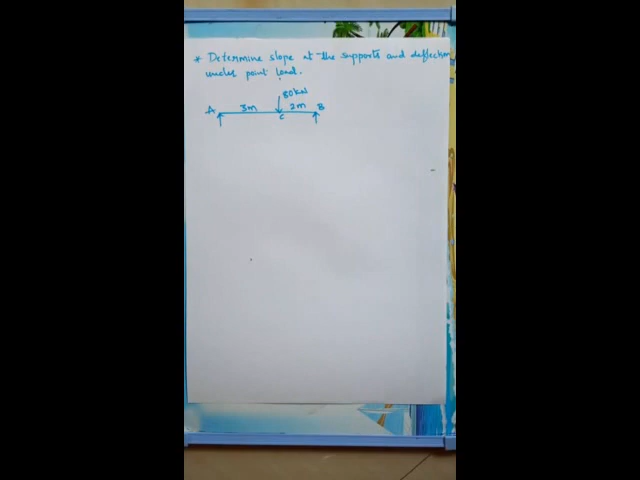 * Determine slope at the supports and deflection
under point load.
80kN
A 3m 2m B
C